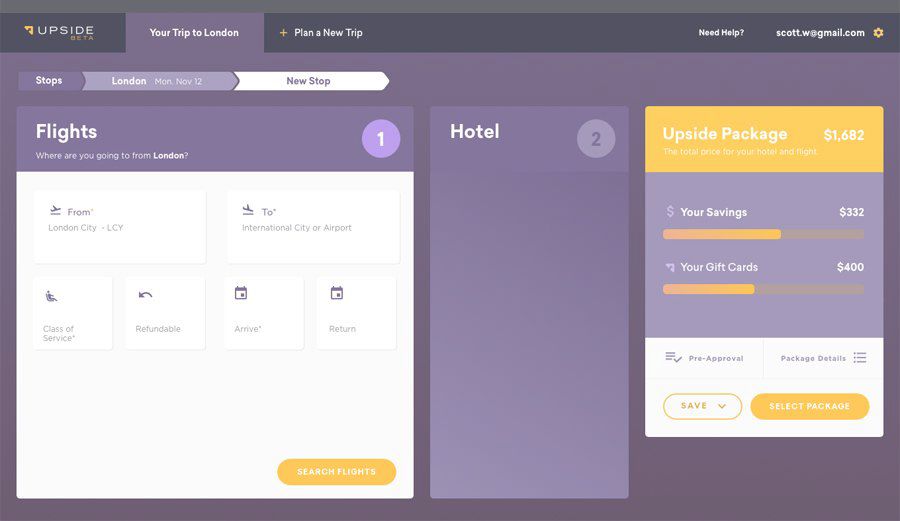 UPSIDE
BETA
Your Trip to London
+ Plan a New Trip
Need Help?
scott.w@gmail.com
Stops
London Mon. Nov 12
New Stop
Flights
1
Where are you going to from London?
From*
London City - LCY
To*
International City or Airport
Class of
Service*
Refundable
Arrive*
Return
SEARCH FLIGHTS
Hotel
2
Upside Package
$1,682
The total price for your hotel and flight
$ Your Savings
$332
Your Gift Cards
$400
Pre-Approval
Package Details
SAVE
SELECT PACKAGE